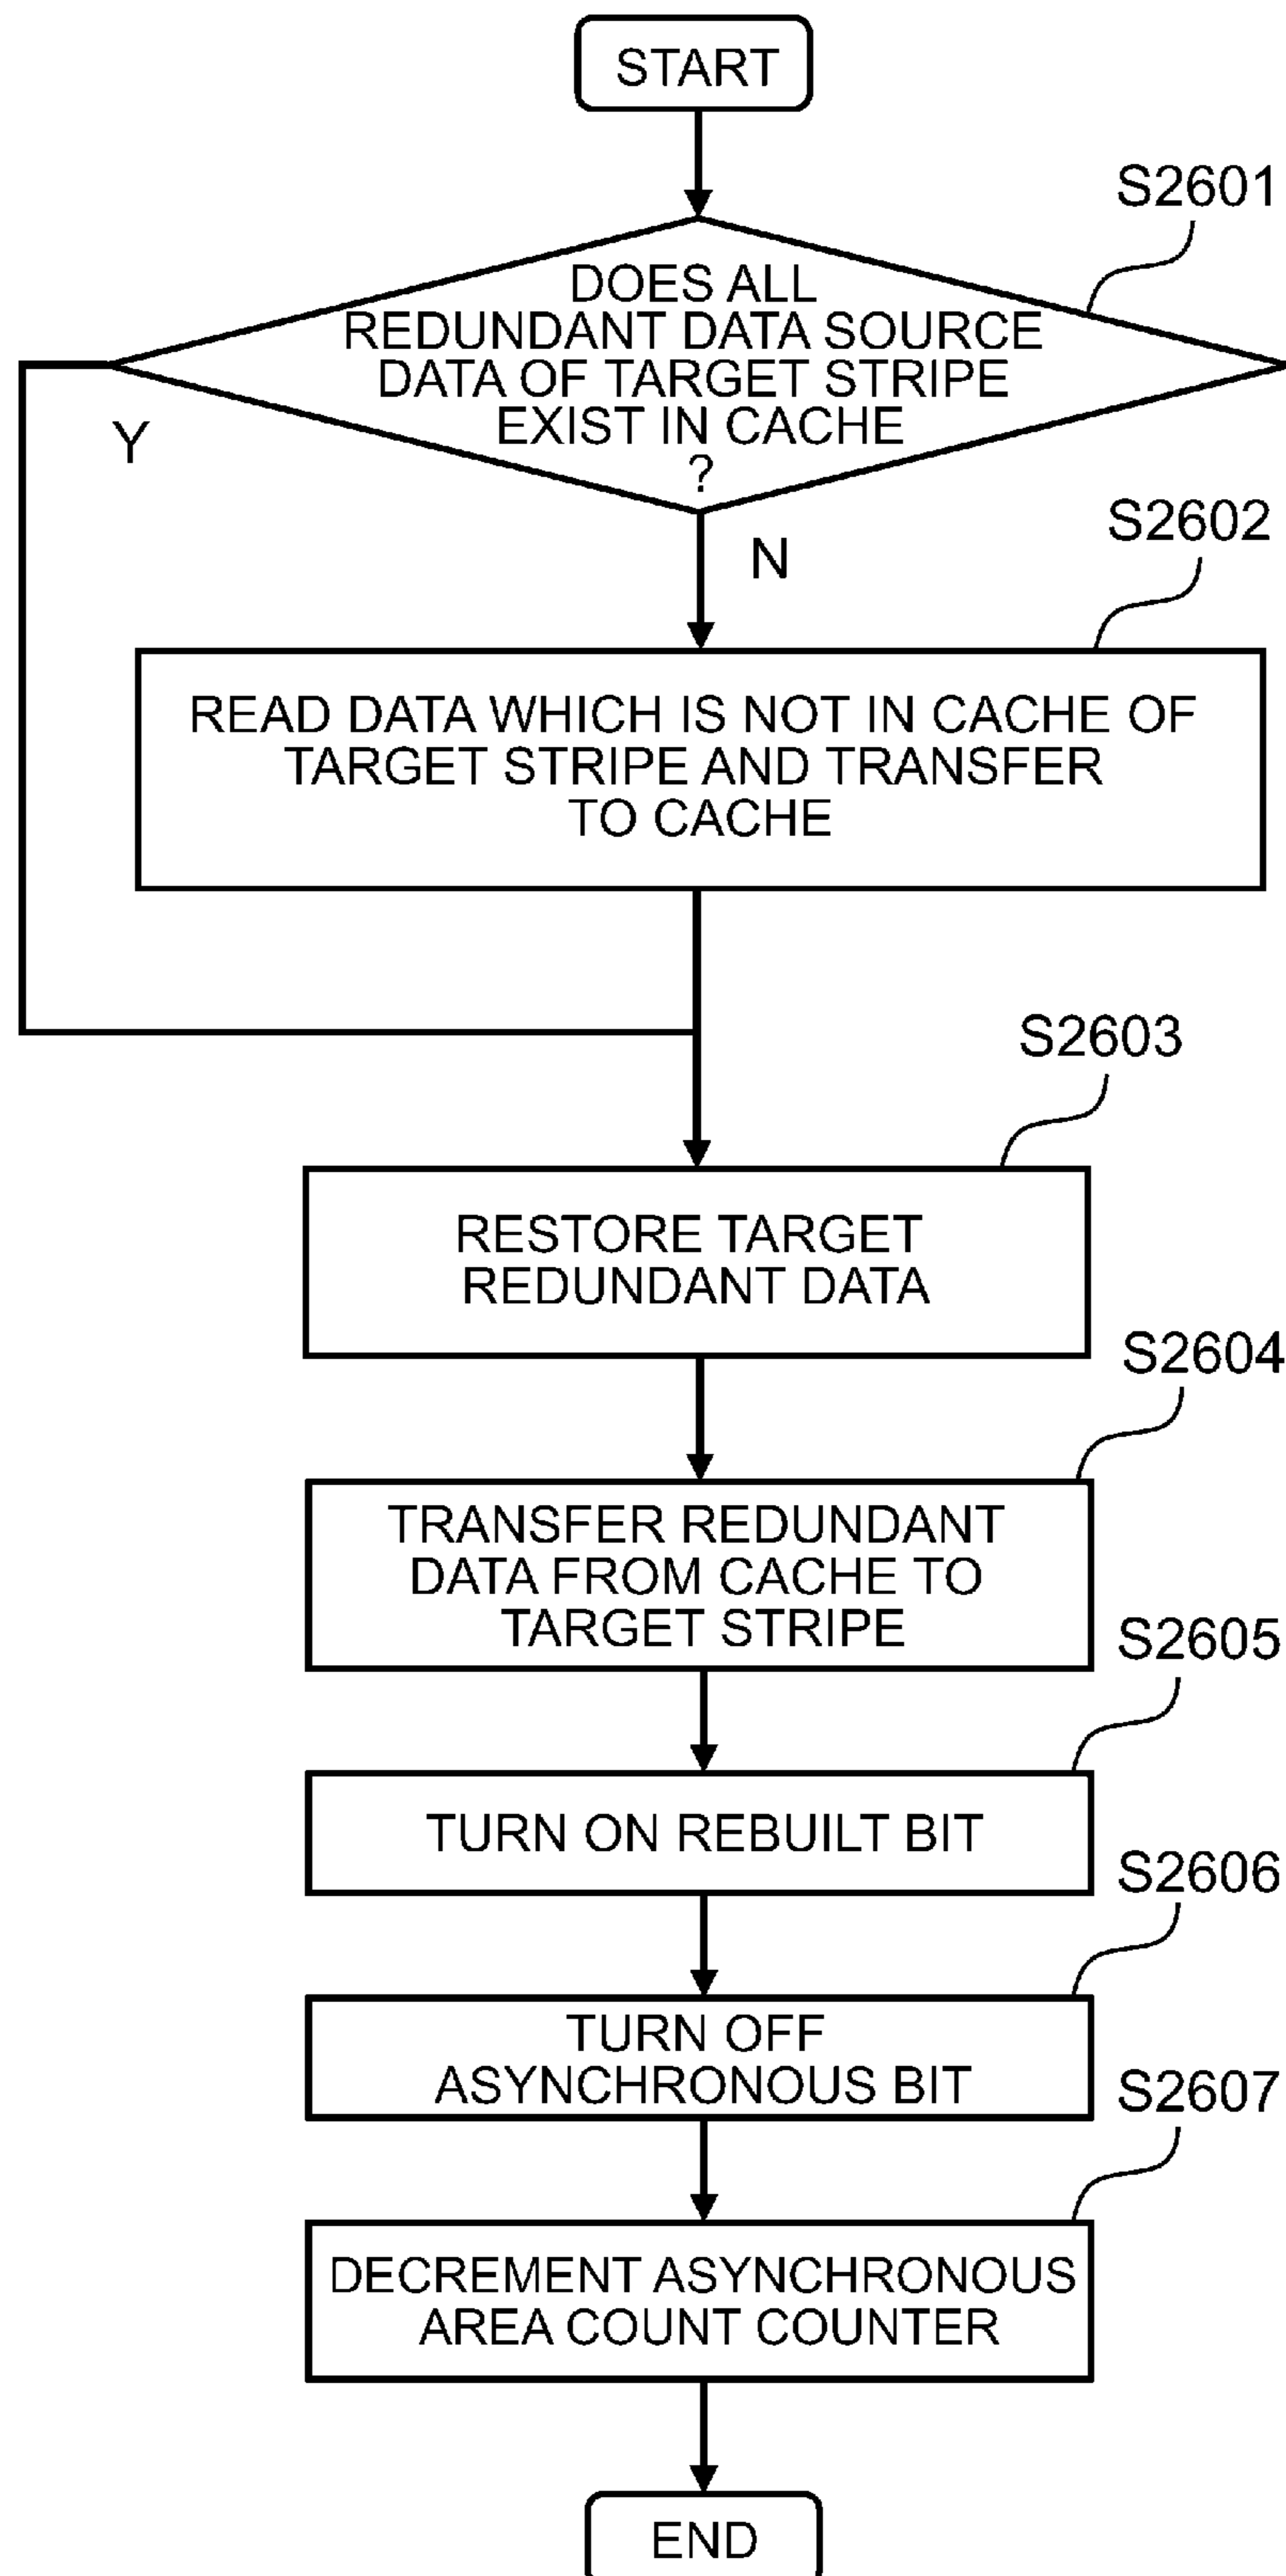 START
S2601
DOES ALL
REDUNDANT DATA SOURCE
DATA OF TARGET STRIPE
EXIST IN CACHE
?
Y
N
S2602
READ DATA WHICH IS NOT IN CACHE OF
TARGET STRIPE AND TRANSFER
TO CACHE
S2603
RESTORE TARGET
REDUNDANT DATA
S2604
TRANSFER REDUNDANT
DATA FROM CACHE TO
TARGET STRIPE
S2605
TURN ON REBUILT BIT
S2606
TURN OFF
ASYNCHRONOUS BIT
S2607
DECREMENT ASYNCHRONOUS
AREA COUNT COUNTER
END